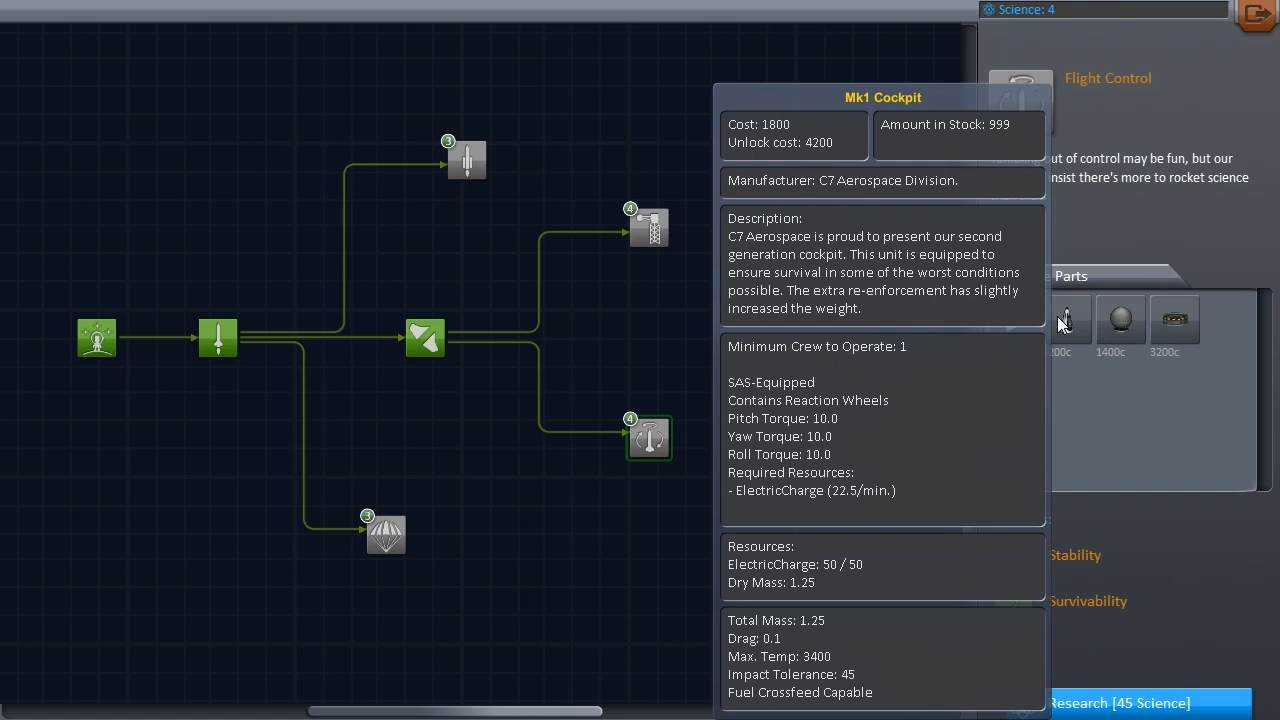 Science: 4
Flight Control
3
4
4
3
Mk1 Cockpit
Cost: 1800
Unlock cost: 4200
Amount in Stock: 999
Manufacturer: C7 Aerospace Division.
Description:
C7 Aerospace is proud to present our second
generation cockpit. This unit is equipped to
ensure survival in some of the worst conditions
possible. The extra re-enforcement has slightly
increased the weight.
Minimum Crew to Operate: 1
SAS-Equipped
Contains Reaction Wheels
Pitch Torque: 10.0
Yaw Torque: 10.0
Roll Torque: 10.0
Required Resources:
- ElectricCharge (22.5/min.)
Resources:
ElectricCharge: 50 / 50
Dry Mass: 1.25
Total Mass: 1.25
Drag: 0.1
Max. Temp: 3400
Impact Tolerance: 45
Fuel Crossfeed Capable
out of control may be fun, but our
insist there's more to rocket science
Parts
200c
1400c
3200c
Stability
Survivability
Research [45 Science]